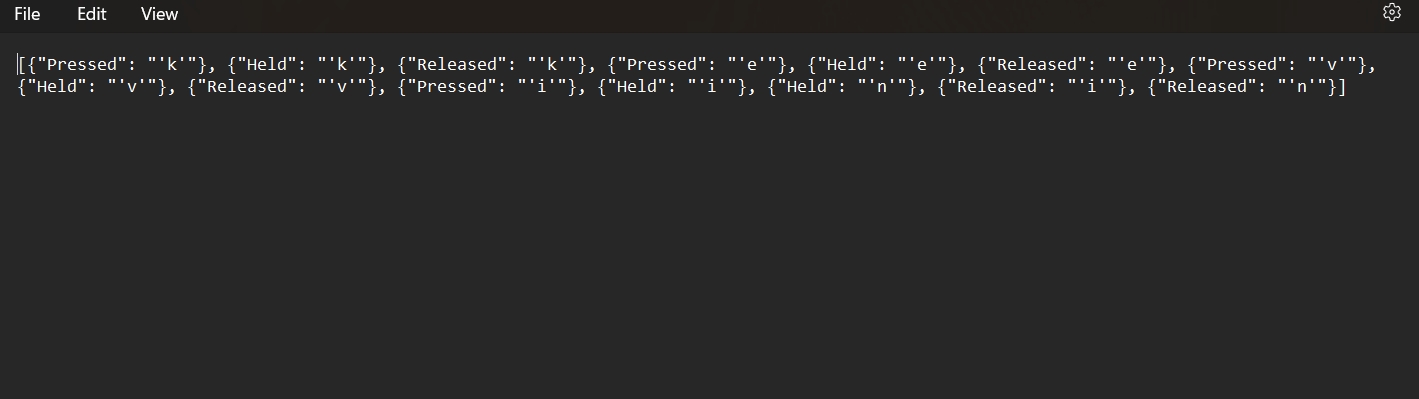 File Edit View
[{"Pressed": "'k'"}, {"Held": "'k'"}, {"Released": "'k'"}, {"Pressed": "'e'"}, {"Held": "'e'"}, {"Released": "'e'"}, {"Pressed": "'v'"},
{"Held": "'v'"}, {"Released": "'v'"}, {"Pressed": "'i'"}, {"Held": "'i'"}, {"Held": "'n'"}, {"Released": "'i'"}, {"Released": "'n'"}]